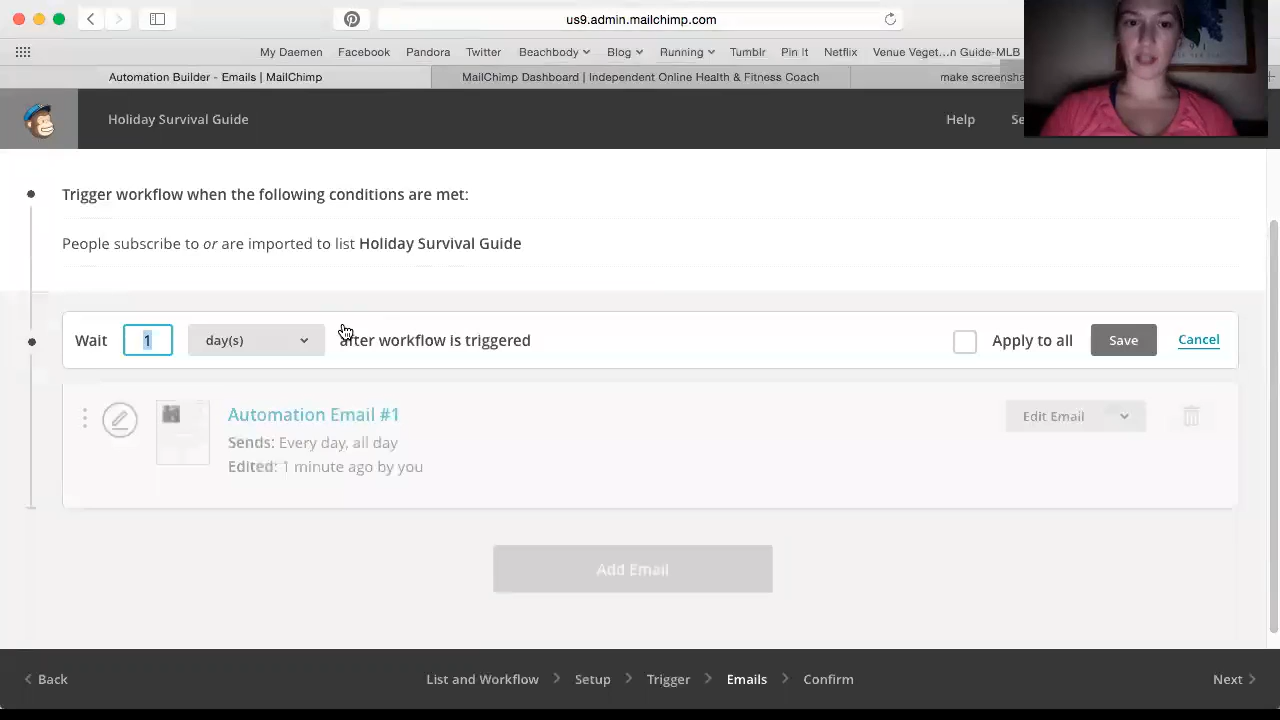 us9.admin.mailchimp.com
My Daemen Facebook Pandora Twitter Beachbody Blog Running Tumblr Pin It Netflix Venue Veget...n Guide-MLB
Automation Builder - Emails | MailChimp MailChimp Dashboard | Independent Online Health & Fitness Coach make screensh
Holiday Survival Guide Help
Trigger workflow when the following conditions are met:
People subscribe to or are imported to list Holiday Survival Guide
Wait 1 day(s) after workflow is triggered Apply to all Save Cancel
Automation Email #1
Edit Email
Sends: Every day, all day
Edited: 1 minute ago by you
Add Email
Back List and Workflow Setup Trigger Emails Confirm Next